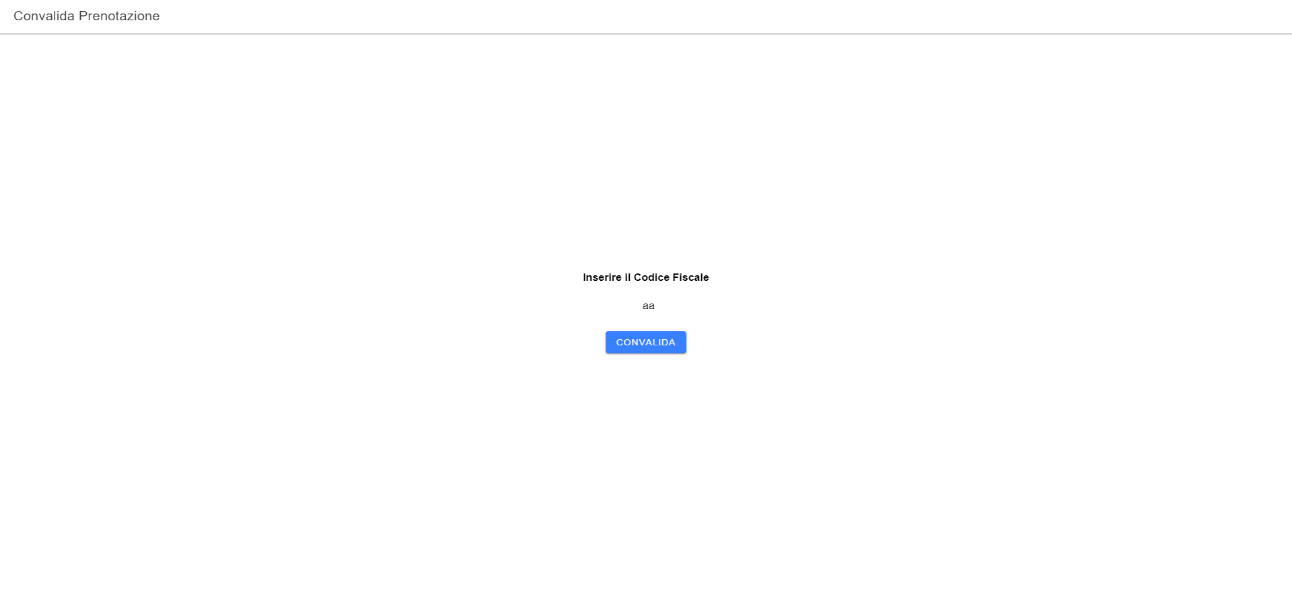 Convalida Prenotazione
Inserire il Codice Fiscale
aa
CONVALIDA